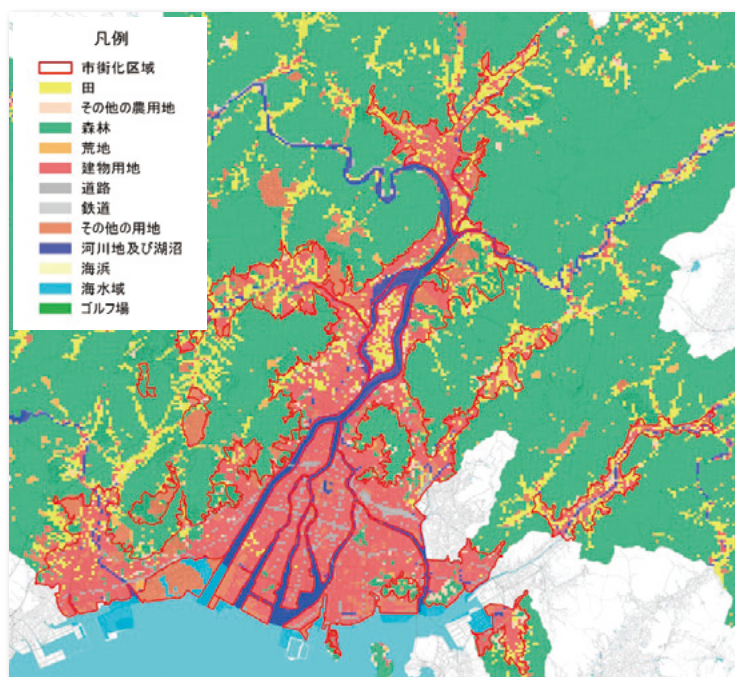 凡例
市街化区域
田
その他の農用地
森林
荒地
建物用地
道路
鉄道
その他の用地
河川地及び湖沼
海浜
海水域
ゴルフ場